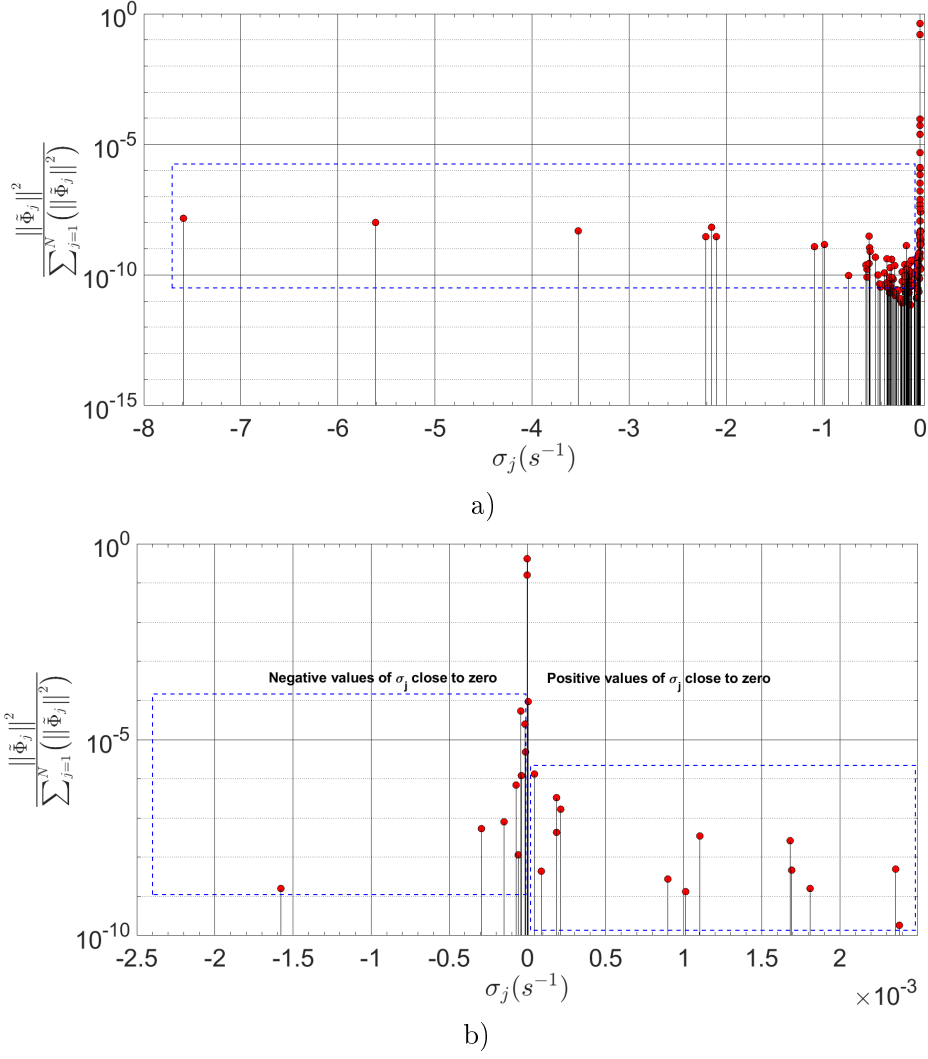 10^0
10^-5
10^-10
10^-15
||Φ̃_j||^2
∑_{j=1}^N (||Φ̃_j||^2)
-8 -7 -6 -5 -4 -3 -2 -1 0
σ_j(s^{-1})
a)
10^0
10^-5
10^-10
||Φ̃_j||^2
∑_{j=1}^N (||Φ̃_j||^2)
Negative values of σ_j close to zero
Positive values of σ_j close to zero
-2.5 -2 -1.5 -1 -0.5 0 0.5 1 1.5 2
×10^-3
σ_j(s^{-1})
b)